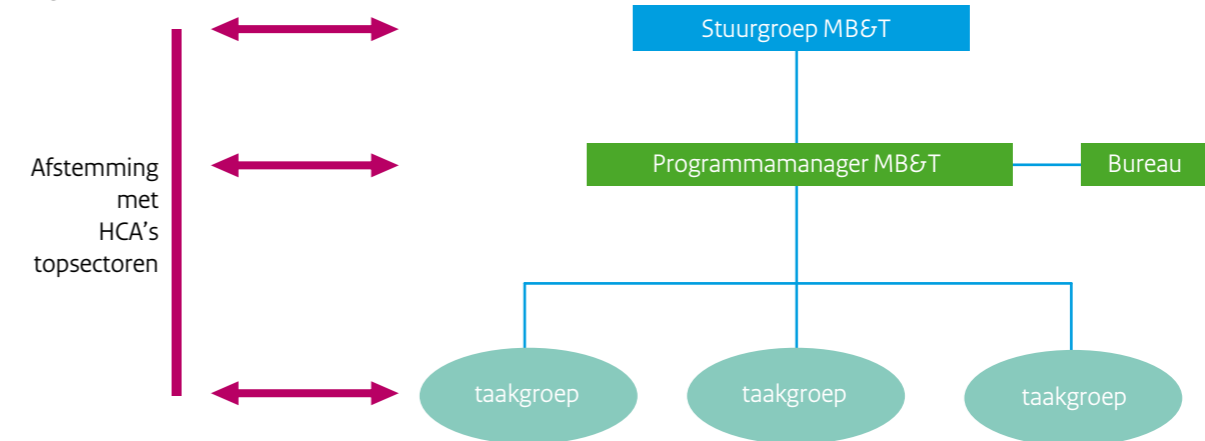 Stuurgroep MB&T
Afstemming
met
HCA's
topsectoren
Programmamanager MB&T
Bureau
taakgroep
taakgroep
taakgroep